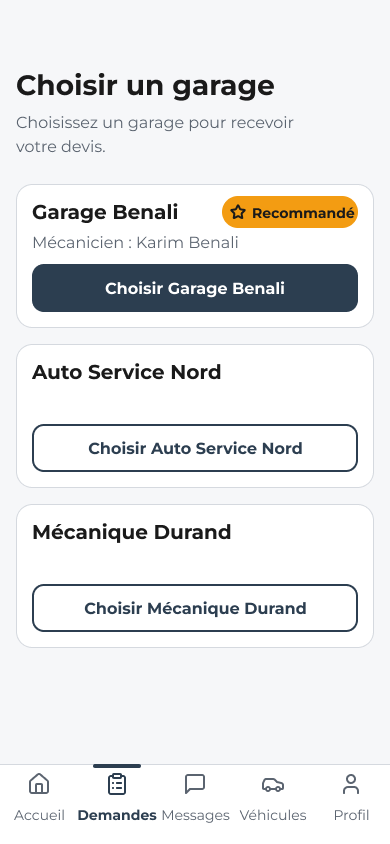 Choisir un garage
Choisissez un garage pour recevoir
votre devis.
Garage Benali
Recommandé
Mécanicien : Karim Benali
Choisir Garage Benali
Auto Service Nord
Choisir Auto Service Nord
Mécanique Durand
Choisir Mécanique Durand
Accueil Demandes Messages Véhicules Profil